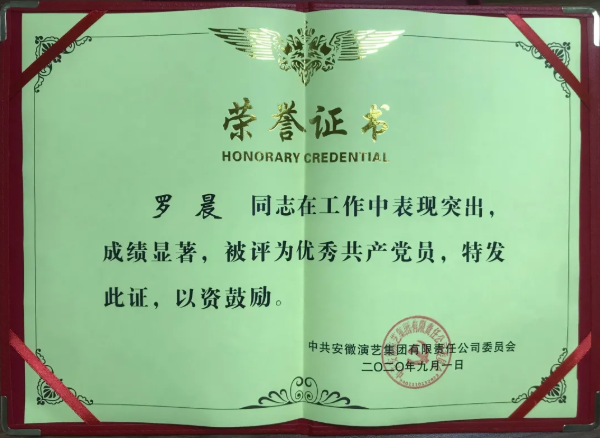 荣誉证书
HONORARY CREDENTIAL
罗晨 同志在工作中表现突出，
成绩显著，被评为优秀共产党员，特发
此证，以资鼓励。
中共安徽演艺集团有限责任公司委员会
二〇二〇年九月一日